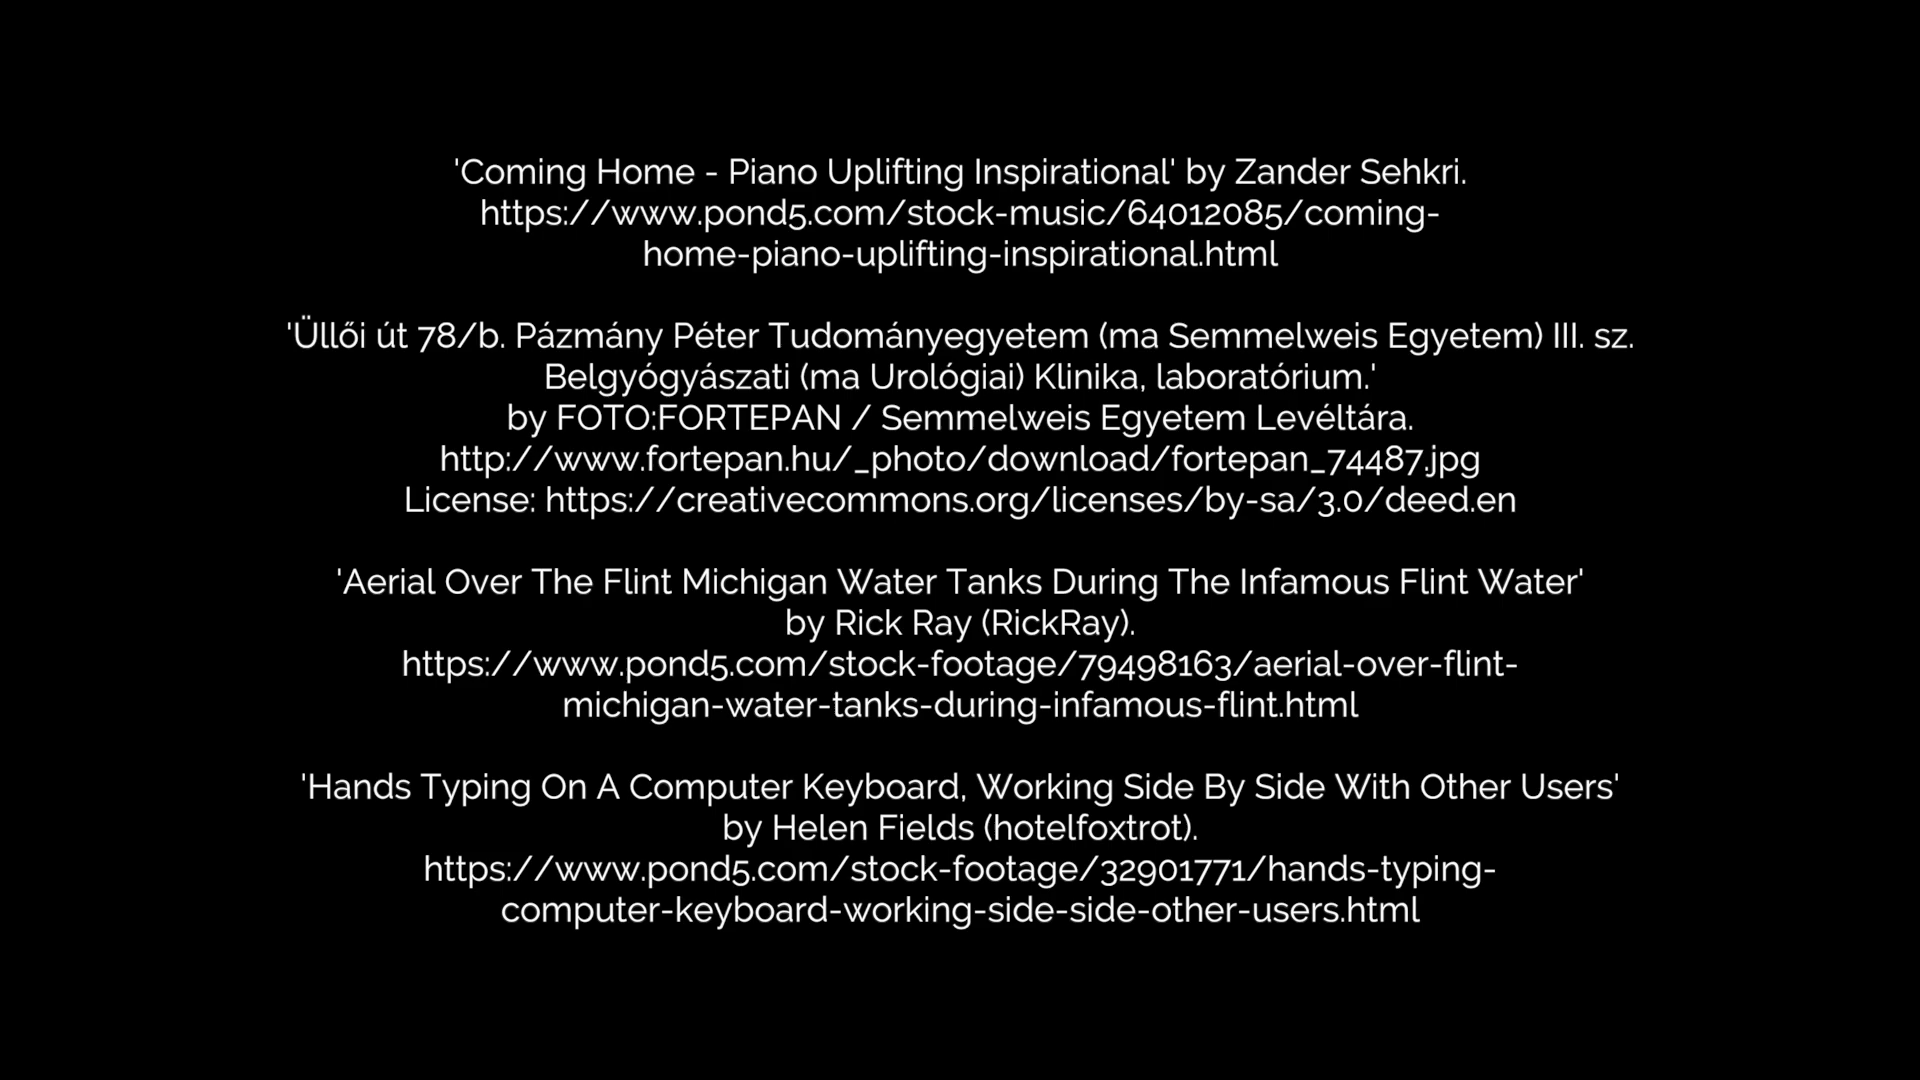 'Coming Home - Piano Uplifting Inspirational' by Zander Sehkri.
https://www.pond5.com/stock-music/64012085/coming-
home-piano-uplifting-inspirational.html
'Üllői út 78/b. Pázmány Péter Tudományegyetem (ma Semmelweis Egyetem) III. sz.
Belgyógyászati (ma Urológiai) Klinika, laboratórium.'
by FOTO:FORTEPAN / Semmelweis Egyetem Levéltára.
http://www.fortepan.hu/_photo/download/fortepan_74487.jpg
License: https://creativecommons.org/licenses/by-sa/3.0/deed.en
'Aerial Over The Flint Michigan Water Tanks During The Infamous Flint Water'
by Rick Ray (RickRay).
https://www.pond5.com/stock-footage/79498163/aerial-over-flint-
michigan-water-tanks-during-infamous-flint.html
'Hands Typing On A Computer Keyboard, Working Side By Side With Other Users'
by Helen Fields (hotelfoxtrot).
https://www.pond5.com/stock-footage/32901771/hands-typing-
computer-keyboard-working-side-side-other-users.html